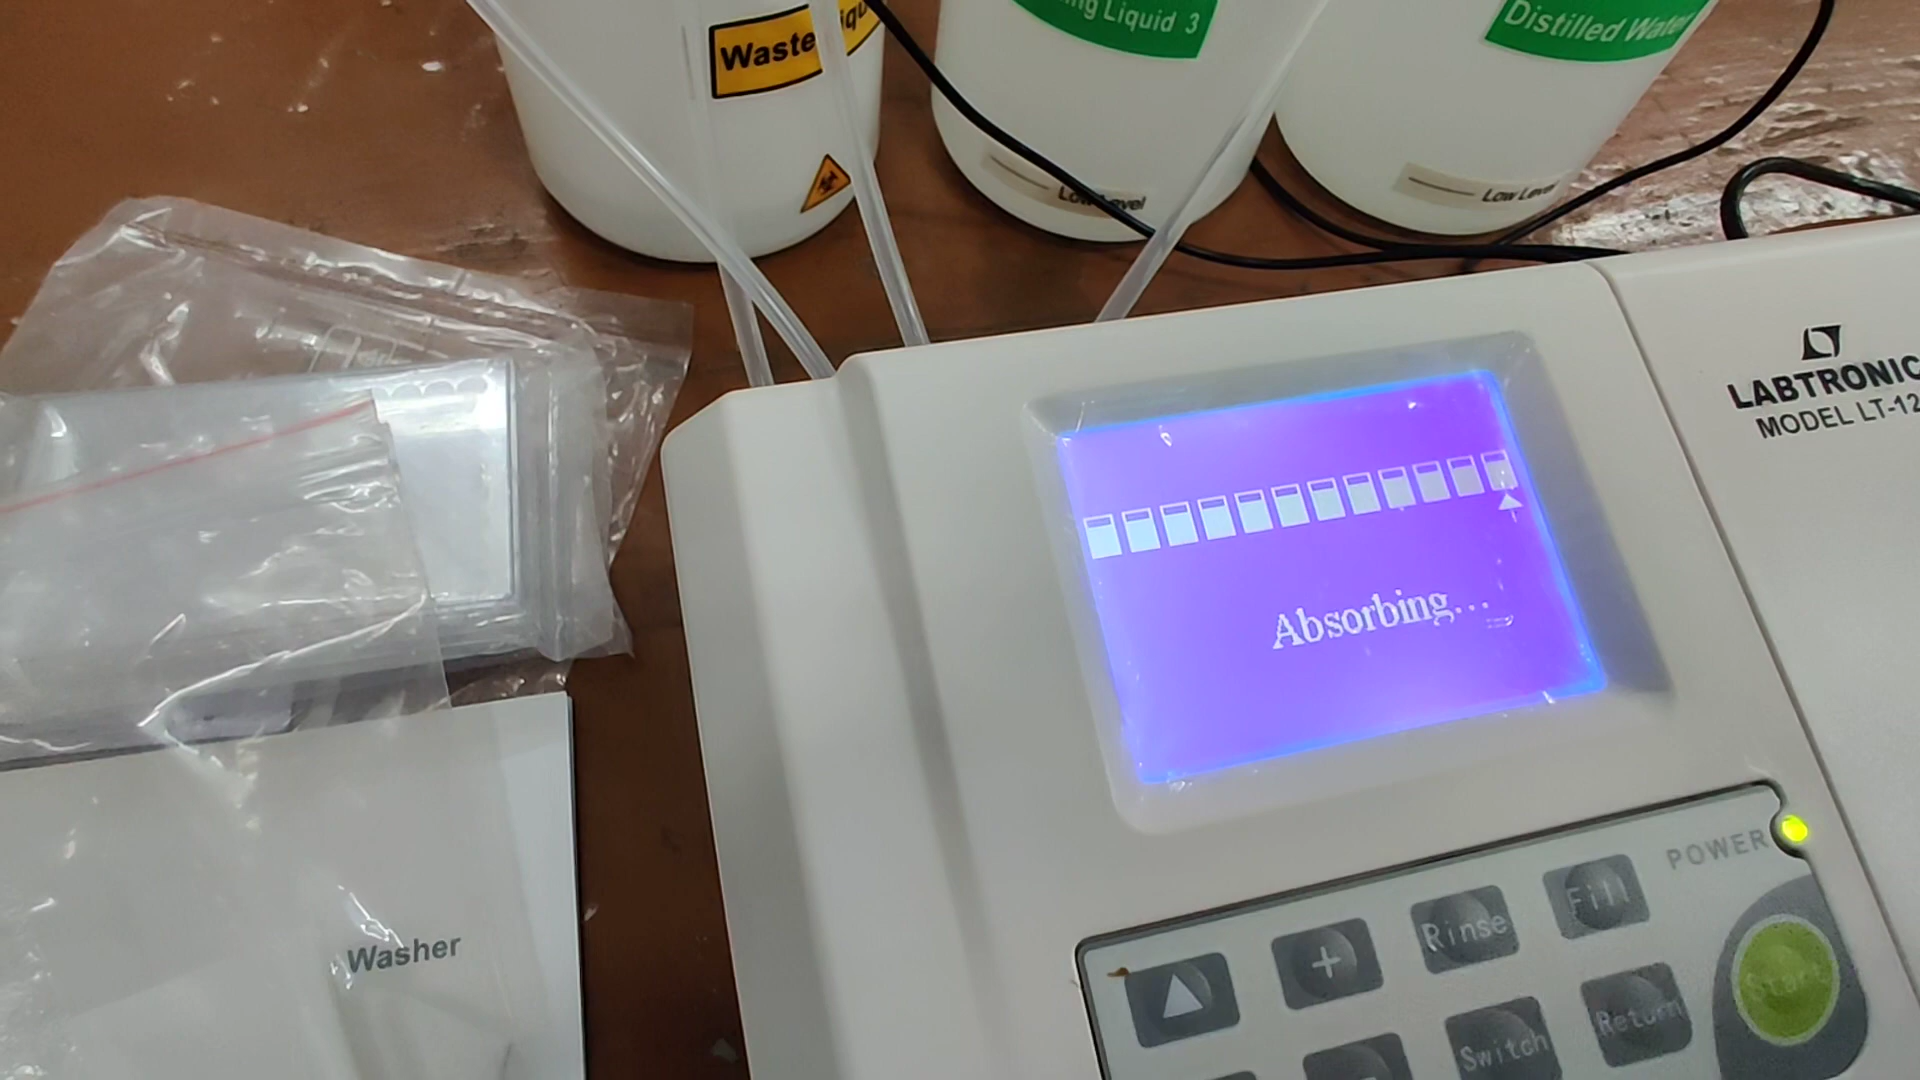 Waste
Liquid 3
Distilled Water
Low Level
Low Level
LABTRONIC
MODEL LT-12
Absorbing...
POWER
+
Rinse
Fill
Start
Switch
Return
Washer